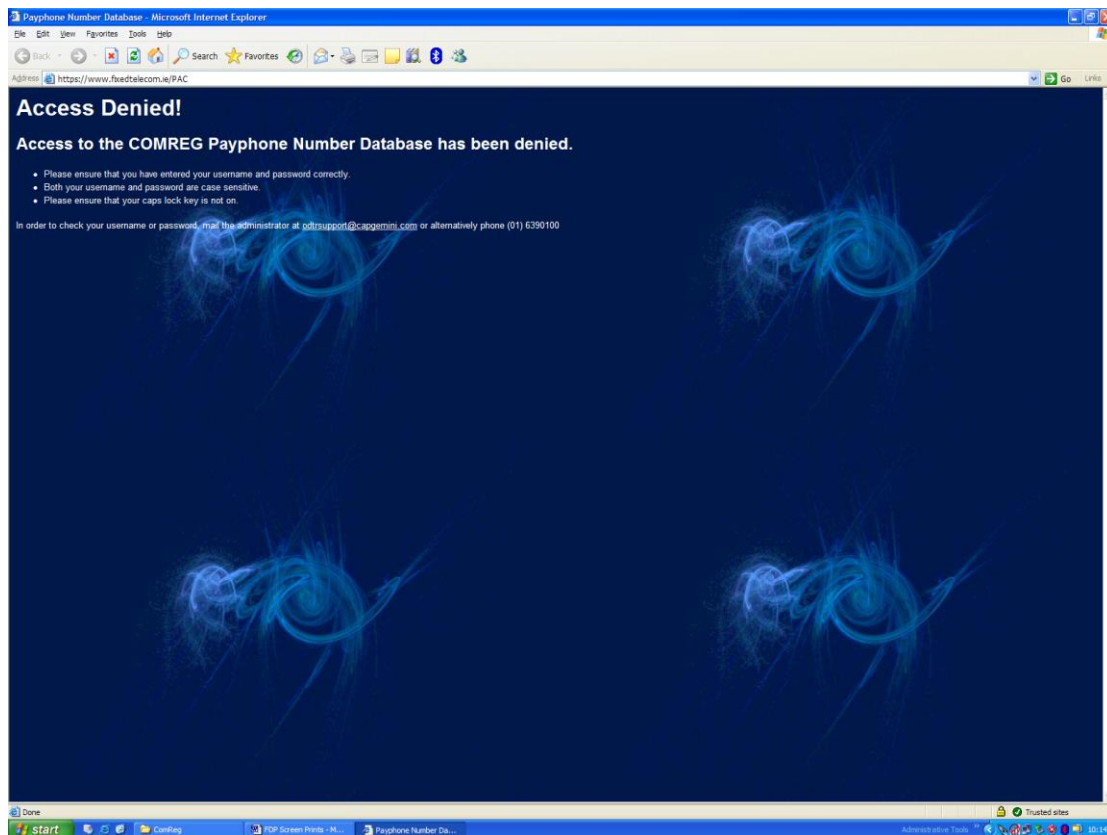 Payphone Number Database - Microsoft Internet Explorer
File Edit View Favorites Tools Help
Back Search Favorites
Address https://www.fixedtelecom.ie/PAC Go Links
Access Denied!
Access to the COMREG Payphone Number Database has been denied.
Please ensure that you have entered your username and password correctly.
Both your username and password are case sensitive.
Please ensure that your caps lock key is not on.
In order to check your username or password, mail the administrator at odtrsupport@capgemini.com or alternatively phone (01) 6390100
Done Trusted sites
start ComReg FDP Screen Prints - M... Payphone Number Da... Administrative Tools 10:14